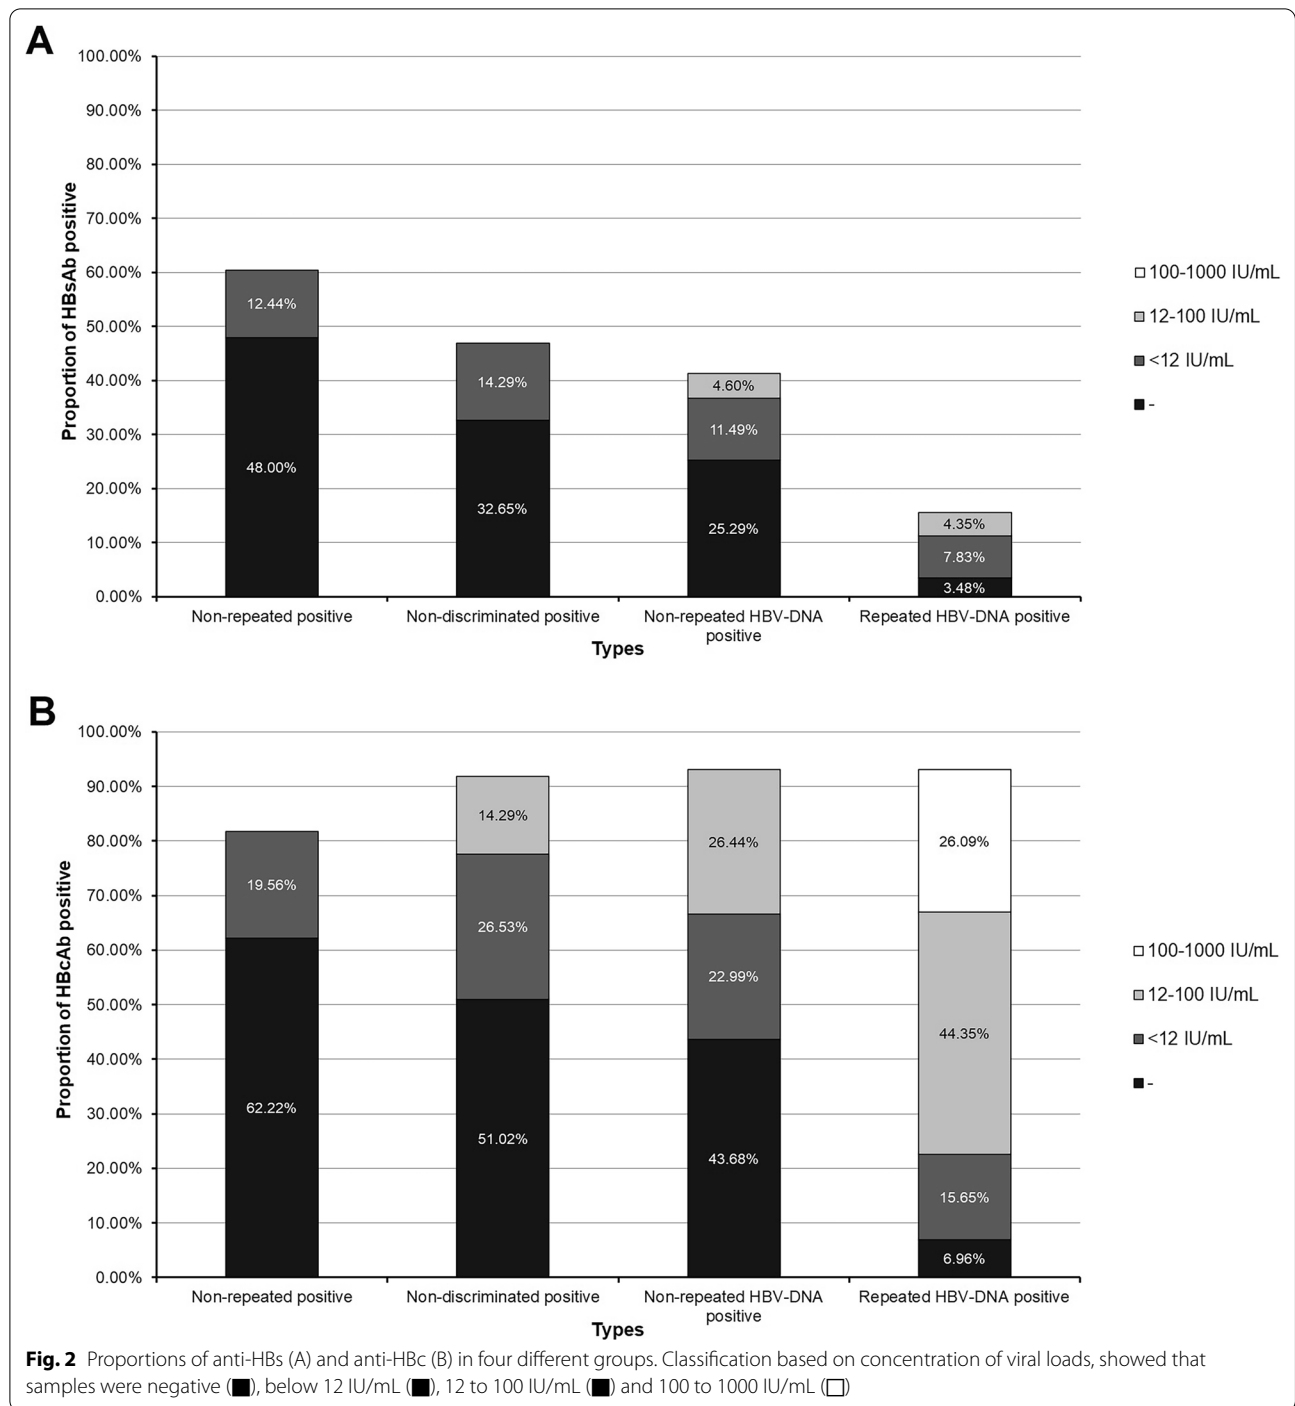 A
100.00%
90.00%
80.00%
70.00%
60.00%
50.00%
40.00%
30.00%
20.00%
10.00%
0.00%
Proportion of HBsAb positive
12.44%
48.00%
14.29%
32.65%
4.60%
11.49%
25.29%
4.35%
7.83%
3.48%
Non-repeated positive
Non-discriminated positive
Non-repeated HBV-DNA
positive
Repeated HBV-DNA positive
Types
100-1000 IU/mL
12-100 IU/mL
<12 IU/mL
-
B
100.00%
90.00%
80.00%
70.00%
60.00%
50.00%
40.00%
30.00%
20.00%
10.00%
0.00%
Proportion of HBcAb positive
19.56%
62.22%
14.29%
26.53%
51.02%
26.44%
22.99%
43.68%
26.09%
44.35%
15.65%
6.96%
Non-repeated positive
Non-discriminated positive
Non-repeated HBV-DNA
positive
Repeated HBV-DNA positive
Types
100-1000 IU/mL
12-100 IU/mL
<12 IU/mL
-
Fig. 2 Proportions of anti-HBs (A) and anti-HBc (B) in four different groups. Classification based on concentration of viral loads, showed that
samples were negative (■), below 12 IU/mL (■), 12 to 100 IU/mL (■) and 100 to 1000 IU/mL (□)